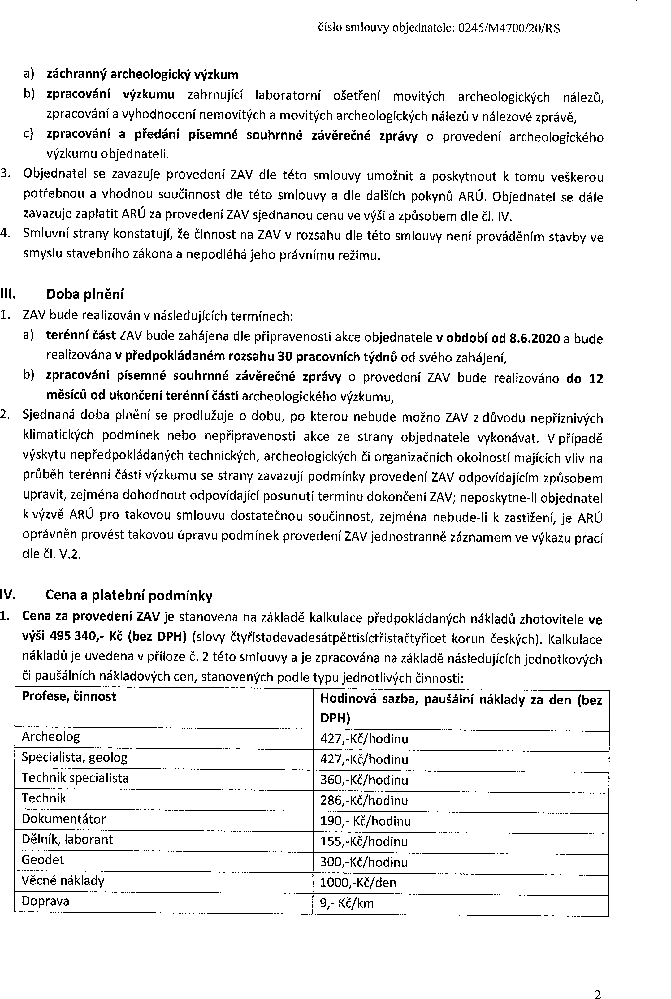 číslo smlouvy objednatele: 0245/M4700/20/RS
a) záchranný archeologický výzkum
b) zpracování výzkumu zahrnující laboratorní ošetření movitých archeologických nálezů,
zpracování a vyhodnocení nemovitých a movitých archeologických nálezů v nálezové zprávě,
c) zpracování a předání písemné souhrnné závěrečné zprávy o provedení archeologického
výzkumu objednateli.
3. Objednatel se zavazuje provedení ZAV dle této smlouvy umožnit a poskytnout k tomu veškerou
potřebnou a vhodnou součinnost dle této smlouvy a dle dalších pokynů ARÚ. Objednatel se dále
zavazuje zaplatit ARÚ za provedení ZAV sjednanou cenu ve výši a způsobem dle čl. IV.
4. Smluvní strany konstatují, že činnost na ZAV v rozsahu dle této smlouvy není prováděním stavby ve
smyslu stavebního zákona a nepodléhá jeho právnímu režimu.
III. Doba plnění
1. ZAV bude realizován v následujících termínech:
a) terénní část ZAV bude zahájena dle připravenosti akce objednatele v období od 8.6.2020 a bude
realizována v předpokládaném rozsahu 30 pracovních týdnů od svého zahájení,
b) zpracování písemné souhrnné závěrečné zprávy o provedení ZAV bude realizováno do 12
měsíců od ukončení terénní části archeologického výzkumu,
2. Sjednaná doba plnění se prodlužuje o dobu, po kterou nebude možno ZAV z důvodu nepříznivých
klimatických podmínek nebo nepřipravenosti akce ze strany objednatele vykonávat. V případě
výskytu nepředpokládaných technických, archeologických či organizačních okolností majících vliv na
průběh terénní části výzkumu se strany zavazují podmínky provedení ZAV odpovídajícím způsobem
upravit, zejména dohodnout odpovídající posunutí termínu dokončení ZAV; neposkytne-li objednatel
k výzvě ARÚ pro takovou smlouvu dostatečnou součinnost, zejména nebude-li k zastižení, je ARÚ
oprávněn provést takovou úpravu podmínek provedení ZAV jednostranně záznamem ve výkazu prací
dle čl. V.2.
IV. Cena a platební podmínky
1. Cena za provedení ZAV je stanovena na základě kalkulace předpokládaných nákladů zhotovitele ve
výši 495 340,- Kč (bez DPH) (slovy čtyřistadevadesátpěttisíctřistačtyřicet korun českých). Kalkulace
nákladů je uvedena v příloze č. 2 této smlouvy a je zpracována na základě následujících jednotkových
či paušálních nákladových cen, stanovených podle typu jednotlivých činnosti:
Profese, činnost Hodinová sazba, paušální náklady za den (bez
DPH)
Archeolog 427,-Kč/hodinu
Specialista, geolog 427,-Kč/hodinu
Technik specialista 360,-Kč/hodinu
Technik 286,-Kč/hodinu
Dokumentátor 190,- Kč/hodinu
Dělník, laborant 155,-Kč/hodinu
Geodet 300,-Kč/hodinu
Věcné náklady 1000,-Kč/den
Doprava 9,- Kč/km
2